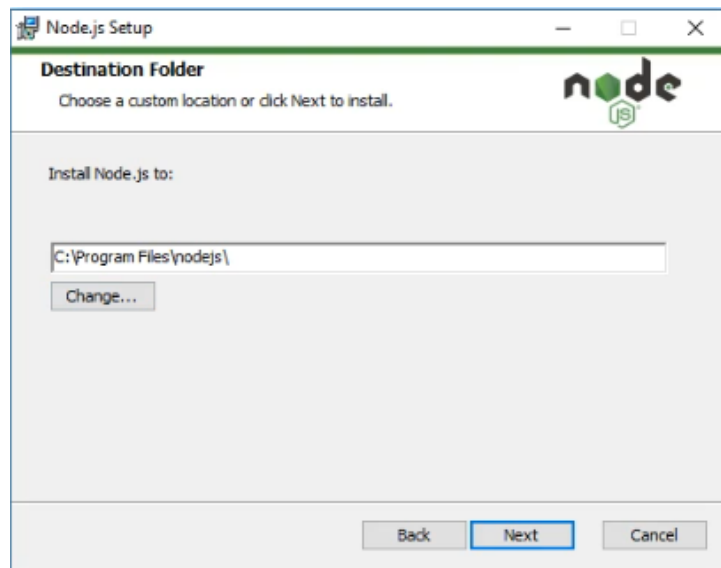 Node.js Setup
Destination Folder
Choose a custom location or click Next to install.
node
JS
Install Node.js to:
C:\Program Files\nodejs\
Change...
Back Next Cancel